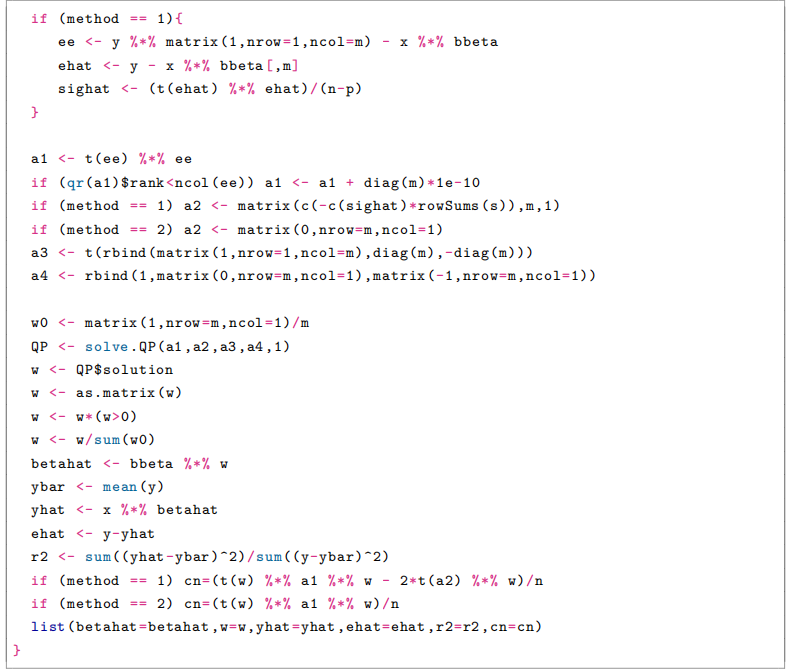 if (method == 1){
ee <- y %*% matrix(1,nrow=1,ncol=m) - x %*% bbeta
ehat <- y - x %*% bbeta[,m]
sighat <- (t(ehat) %*% ehat)/(n-p)
}
a1 <- t(ee) %*% ee
if (qr(a1)$rank<ncol(ee)) a1 <- a1 + diag(m)*1e-10
if (method == 1) a2 <- matrix(c(-c(sighat)*rowSums(s)),m,1)
if (method == 2) a2 <- matrix(0,nrow=m,ncol=1)
a3 <- t(rbind(matrix(1,nrow=1,ncol=m),diag(m),-diag(m)))
a4 <- rbind(1,matrix(0,nrow=m,ncol=1),matrix(-1,nrow=m,ncol=1))
w0 <- matrix(1,nrow=m,ncol=1)/m
QP <- solve.QP(a1,a2,a3,a4,1)
w <- QP$solution
w <- as.matrix(w)
w <- w*(w>0)
w <- w/sum(w0)
betahat <- bbeta %*% w
ybar <- mean(y)
yhat <- x %*% betahat
ehat <- y-yhat
r2 <- sum((yhat-ybar)^2)/sum((y-ybar)^2)
if (method == 1) cn=(t(w) %*% a1 %*% w - 2*t(a2) %*% w)/n
if (method == 2) cn=(t(w) %*% a1 %*% w)/n
list(betahat=betahat,w=w,yhat=yhat,ehat=ehat,r2=r2,cn=cn)
}